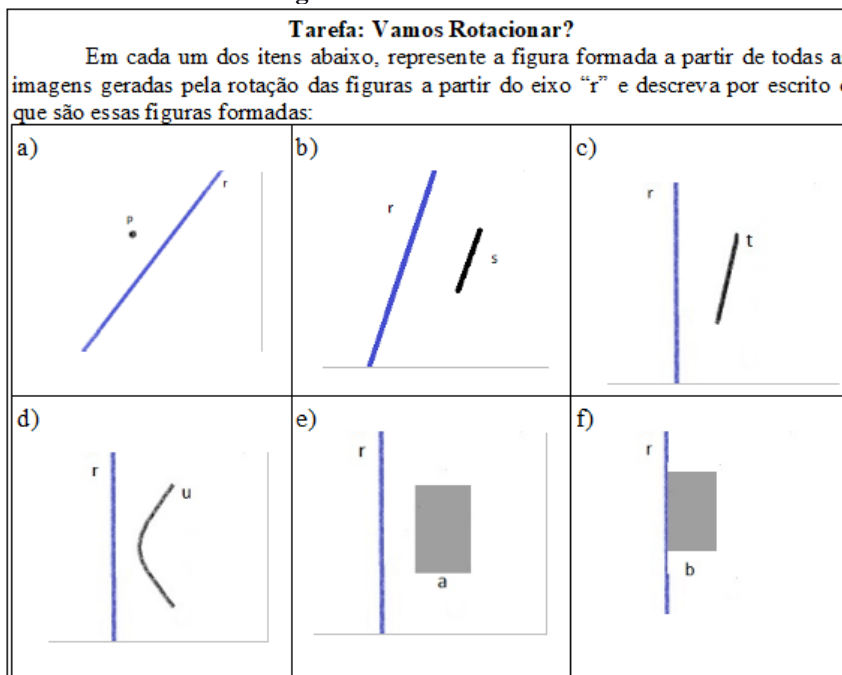 Tarefa: Vamos Rotacionar?
Em cada um dos itens abaixo, represente a figura formada a partir de todas a
imagens geradas pela rotação das figuras a partir do eixo “r” e descreva por escrito
que são essas figuras formadas:
a)
b)
c)
r
P
r
s
r
t
d)
e)
f)
r
u
r
a
r
b